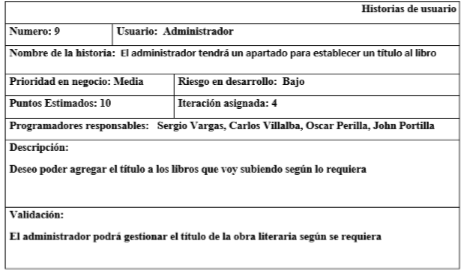 Historias de usuario
Numero: 9 Usuario: Administrador
Nombre de la historia: El administrador tendrá un apartado para establecer un título al libro
Prioridad en negocio: Media Riesgo en desarrollo: Bajo
Puntos Estimados: 10 Iteración asignada: 4
Programadores responsables: Sergio Vargas, Carlos Villalba, Oscar Perilla, John Portilla
Descripción:
Deseo poder agregar el título a los libros que voy subiendo según lo requiera
Validación:
El administrador podrá gestionar el título de la obra literaria según se requiera